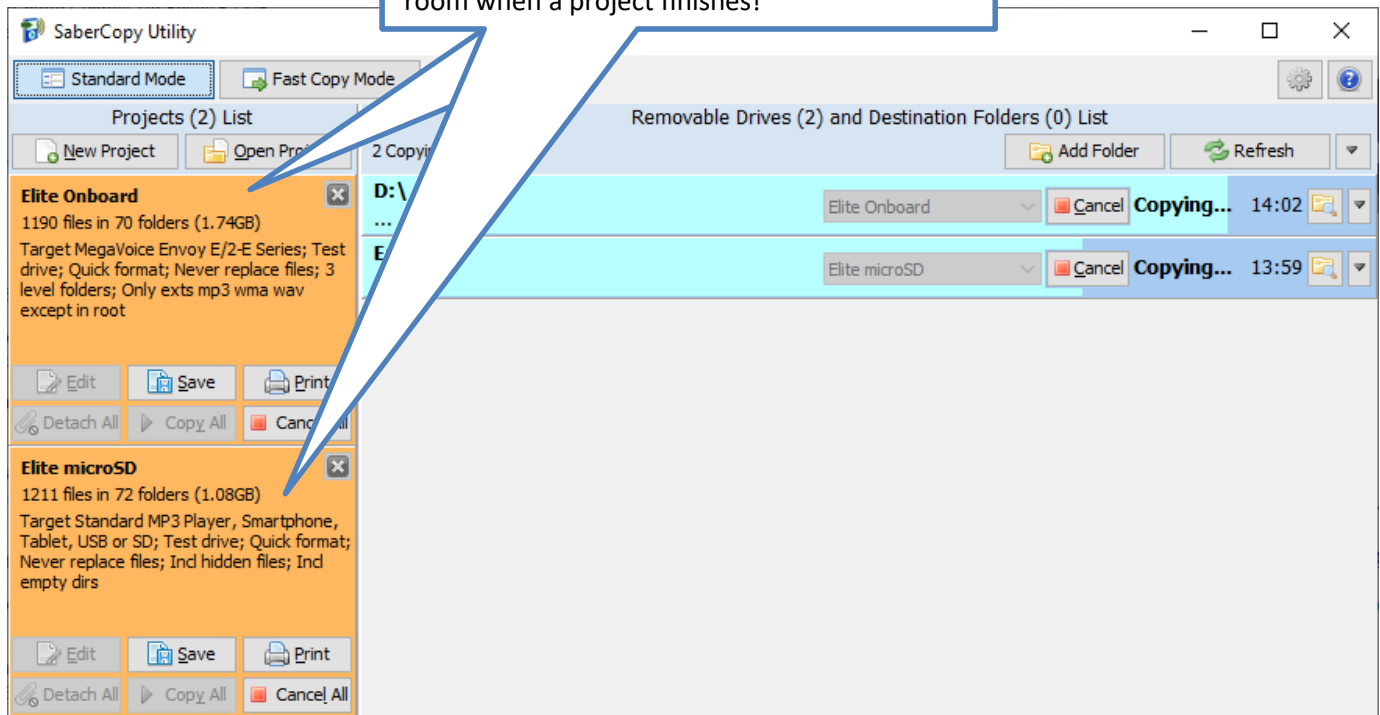 room when a project finishes!
SaberCopy Utility
Standard Mode
Fast Copy Mode
Projects (2) List
Removable Drives (2) and Destination Folders (0) List
New Project
Open
2
Add Folder
Refresh
Elite Onboard
1190 files in 70 folders (1.74GB)
Target MegaVoice Envoy E/2-E Series; Test
drive; Quick format; Never replace files; 3
level folders; Only exts mp3 wma wav
except in root
Edit
Save
Print
Detach All
Copy All
D:\
...
Elite Onboard
Cancel
Copying...
14:02
E
Elite microSD
Cancel
Copying...
13:59
Elite microSD
1211 files in 72 folders (1.08GB)
Target Standard MP3 Player, Smartphone,
Tablet, USB or SD; Test drive; Quick format;
Never replace files; Incl hidden files; Incl
empty dirs
Edit
Save
Print
Detach All
Copy All
Cancel All